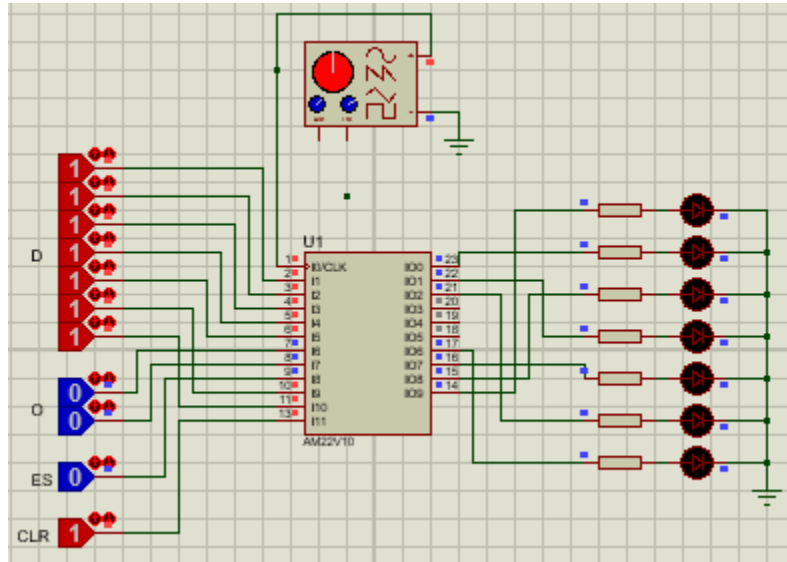 1
1
1
1
1
1
1
D
0
0
O
0
ES
1
CLR
U1
1
2
3
4
5
6
7
8
9
10
11
13
I0/CLK
I1
I2
I3
I4
I5
I6
I7
I8
I9
I10
I11
IO0
IO1
IO2
IO3
IO4
IO5
IO6
IO7
IO8
IO9
23
22
21
20
19
18
17
16
15
14
AM22V10